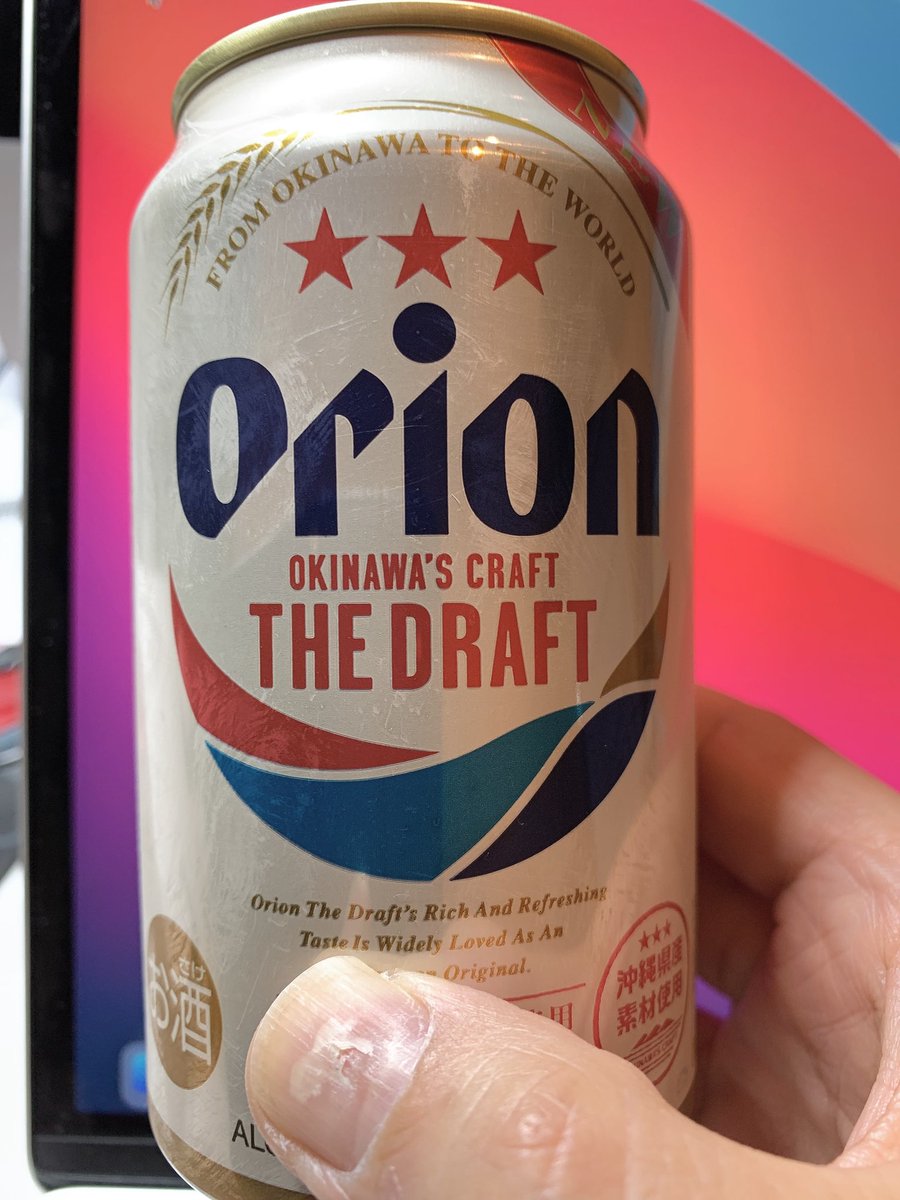 FROM OKINAWA TO THE WORLD
Orion
OKINAWA'S CRAFT
THE DRAFT
Orion The Draft's Rich And Refreshing
Taste Is Widely Loved As An
Original.
お酒
さけ
沖縄県産
素材使用